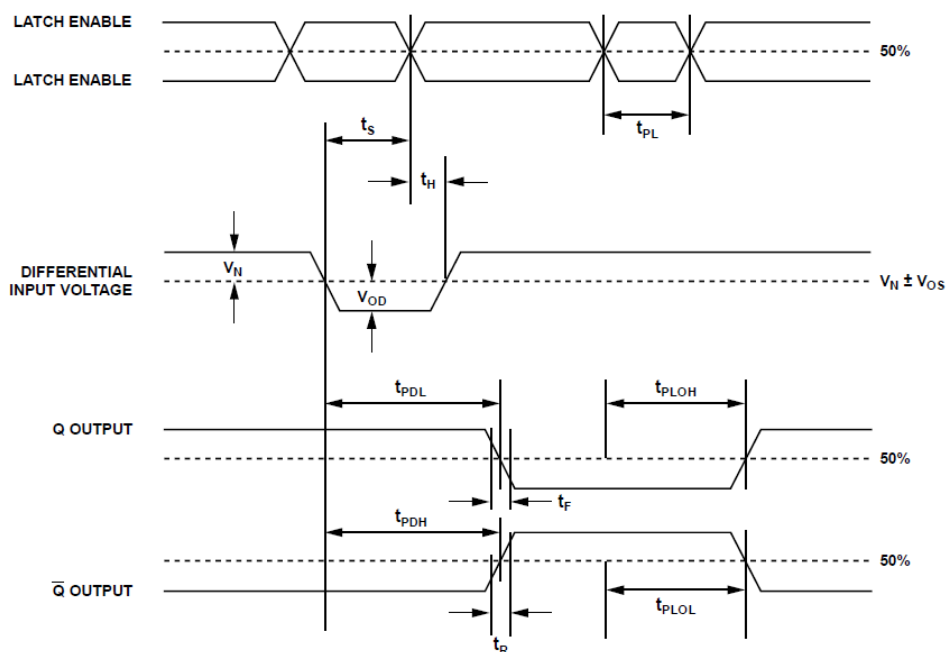 LATCH ENABLE
50%
LATCH ENABLE
tS
tPL
tH
VN
DIFFERENTIAL
INPUT VOLTAGE
VOD
VN ± VOS
tPDL
tPLOH
Q OUTPUT
50%
tF
tPDH
50%
Q̅ OUTPUT
tPLOL
tR